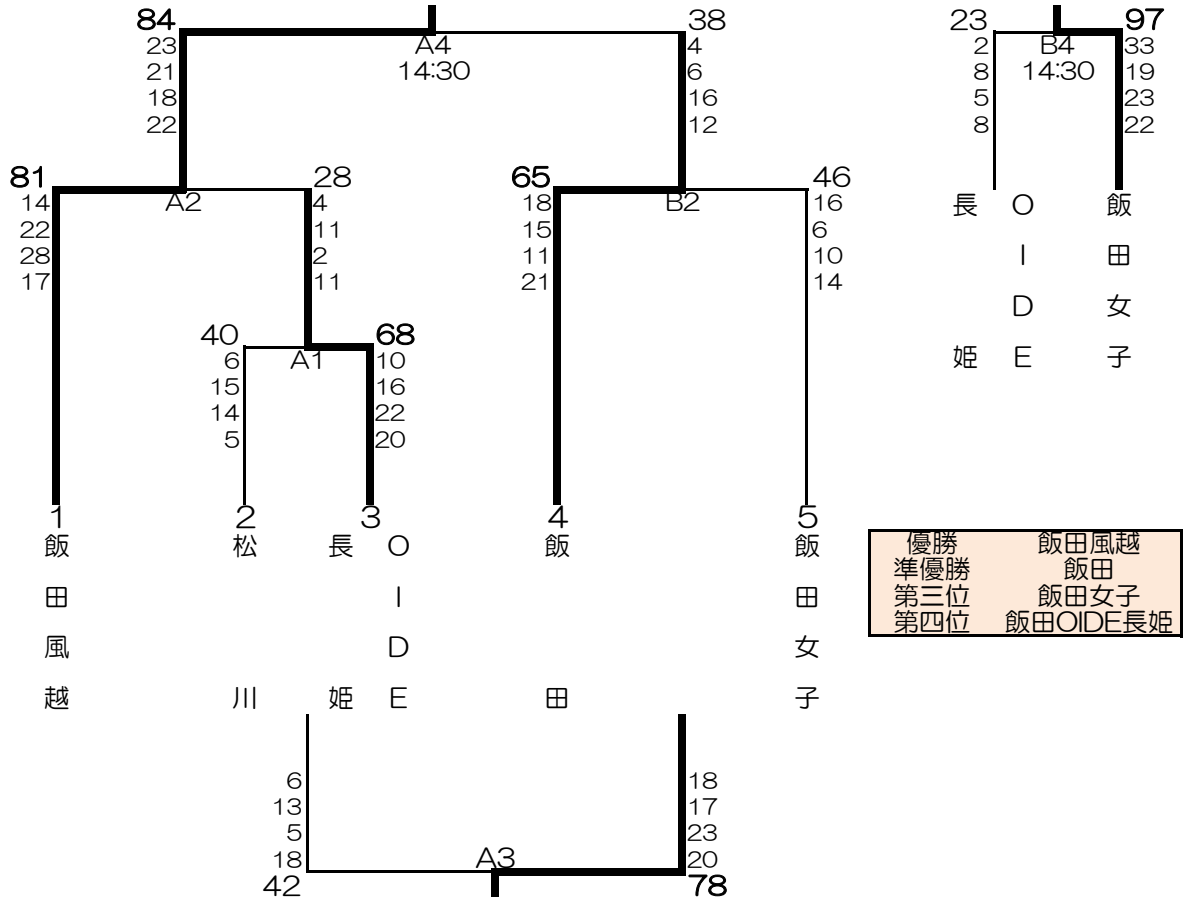 84 38
23 4
21 6
18 16
22 12
A4
14:30
23 97
2 33
8 19
5 23
8 22
B4
14:30
長姫 OIDE
飯田女子
81 28
14 4
22 11
28 2
17 11
A2
65 46
18 16
15 6
11 10
21 14
B2
40 68
6 10
15 16
14 22
5 20
A1
1 2 3 4 5
飯田風越
松川
長姫 OIDE
飯田
飯田女子
優勝 飯田風越
準優勝 飯田
第三位 飯田女子
第四位 飯田OIDE長姫
6 18
13 17
5 23
18 20
A3
42 78